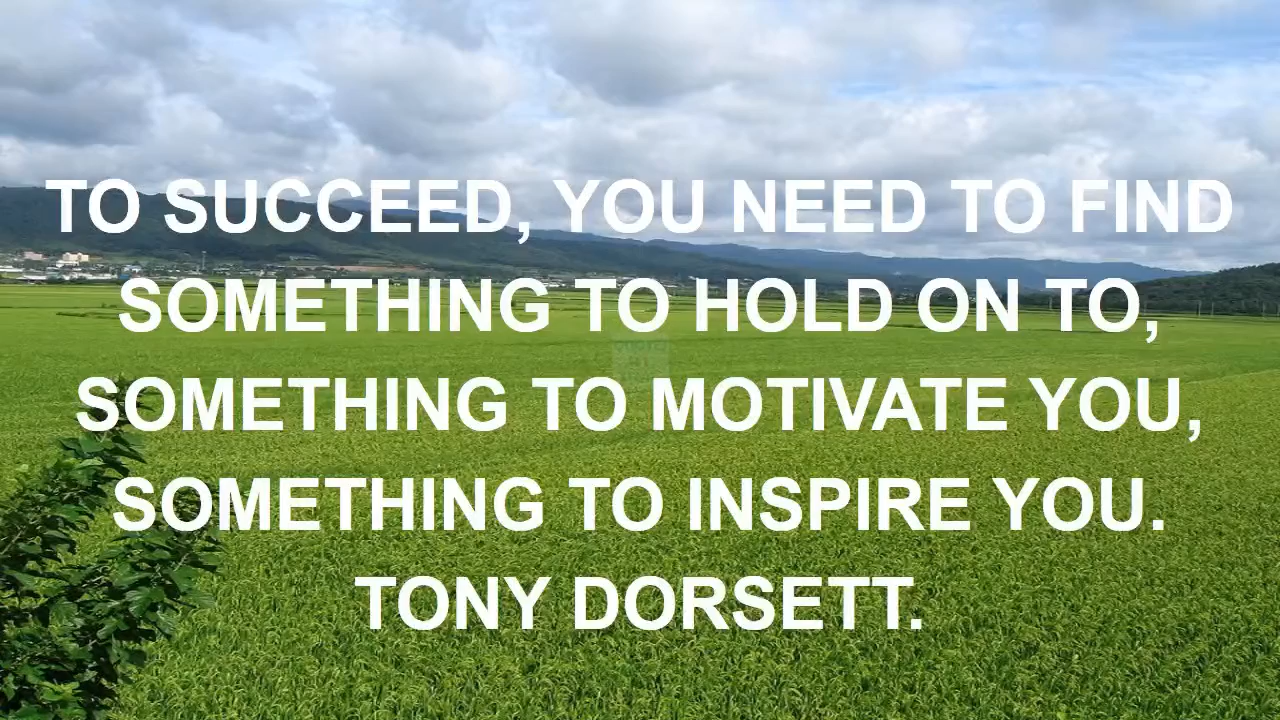 TO SUCCEED, YOU NEED TO FIND
SOMETHING TO HOLD ON TO,
SOMETHING TO MOTIVATE YOU,
SOMETHING TO INSPIRE YOU.
TONY DORSETT.